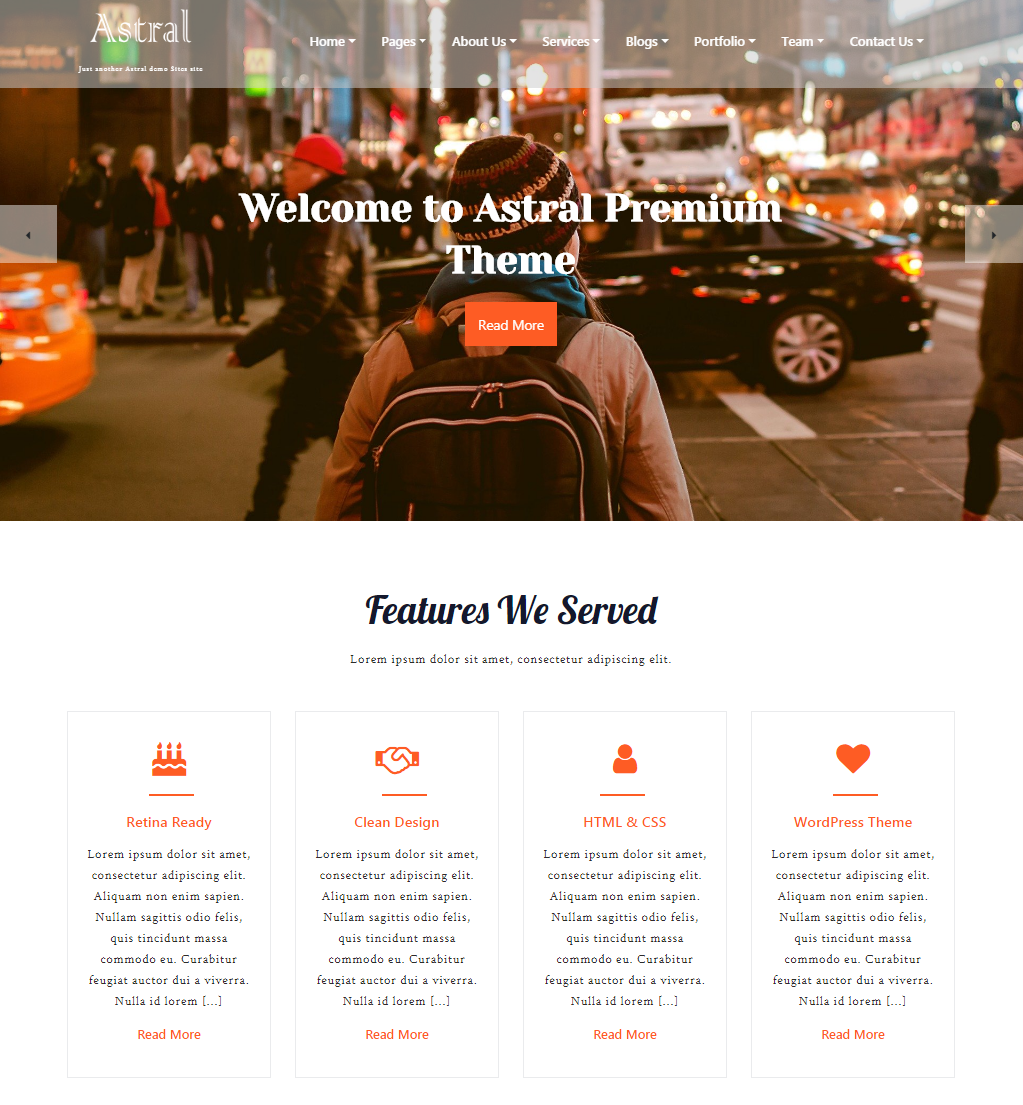 Astral
Just another Astral demo Sites site
Home Pages About Us Services Blogs Portfolio Team Contact Us
Welcome to Astral Premium
Theme
Read More
Features We Served
Lorem ipsum dolor sit amet, consectetur adipiscing elit.
Retina Ready
Lorem ipsum dolor sit amet,
consectetur adipiscing elit.
Aliquam non enim sapien.
Nullam sagittis odio felis,
quis tincidunt massa
commodo eu. Curabitur
feugiat auctor dui a viverra.
Nulla id lorem [...]
Read More
Clean Design
Lorem ipsum dolor sit amet,
consectetur adipiscing elit.
Aliquam non enim sapien.
Nullam sagittis odio felis,
quis tincidunt massa
commodo eu. Curabitur
feugiat auctor dui a viverra.
Nulla id lorem [...]
Read More
HTML & CSS
Lorem ipsum dolor sit amet,
consectetur adipiscing elit.
Aliquam non enim sapien.
Nullam sagittis odio felis,
quis tincidunt massa
commodo eu. Curabitur
feugiat auctor dui a viverra.
Nulla id lorem [...]
Read More
WordPress Theme
Lorem ipsum dolor sit amet,
consectetur adipiscing elit.
Aliquam non enim sapien.
Nullam sagittis odio felis,
quis tincidunt massa
commodo eu. Curabitur
feugiat auctor dui a viverra.
Nulla id lorem [...]
Read More